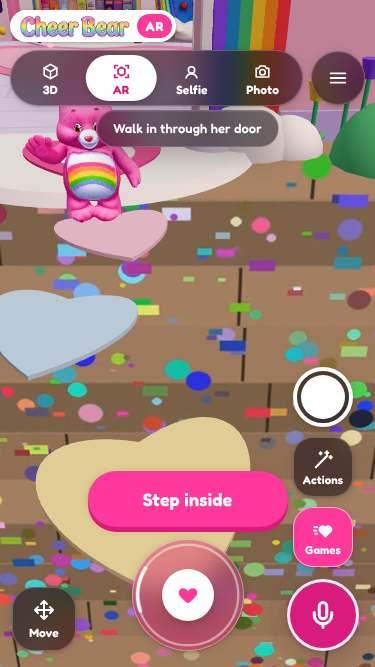 Cheer Bear AR
3D
AR
Selfie
Photo
Walk in through her door
Actions
Step inside
Games
Move